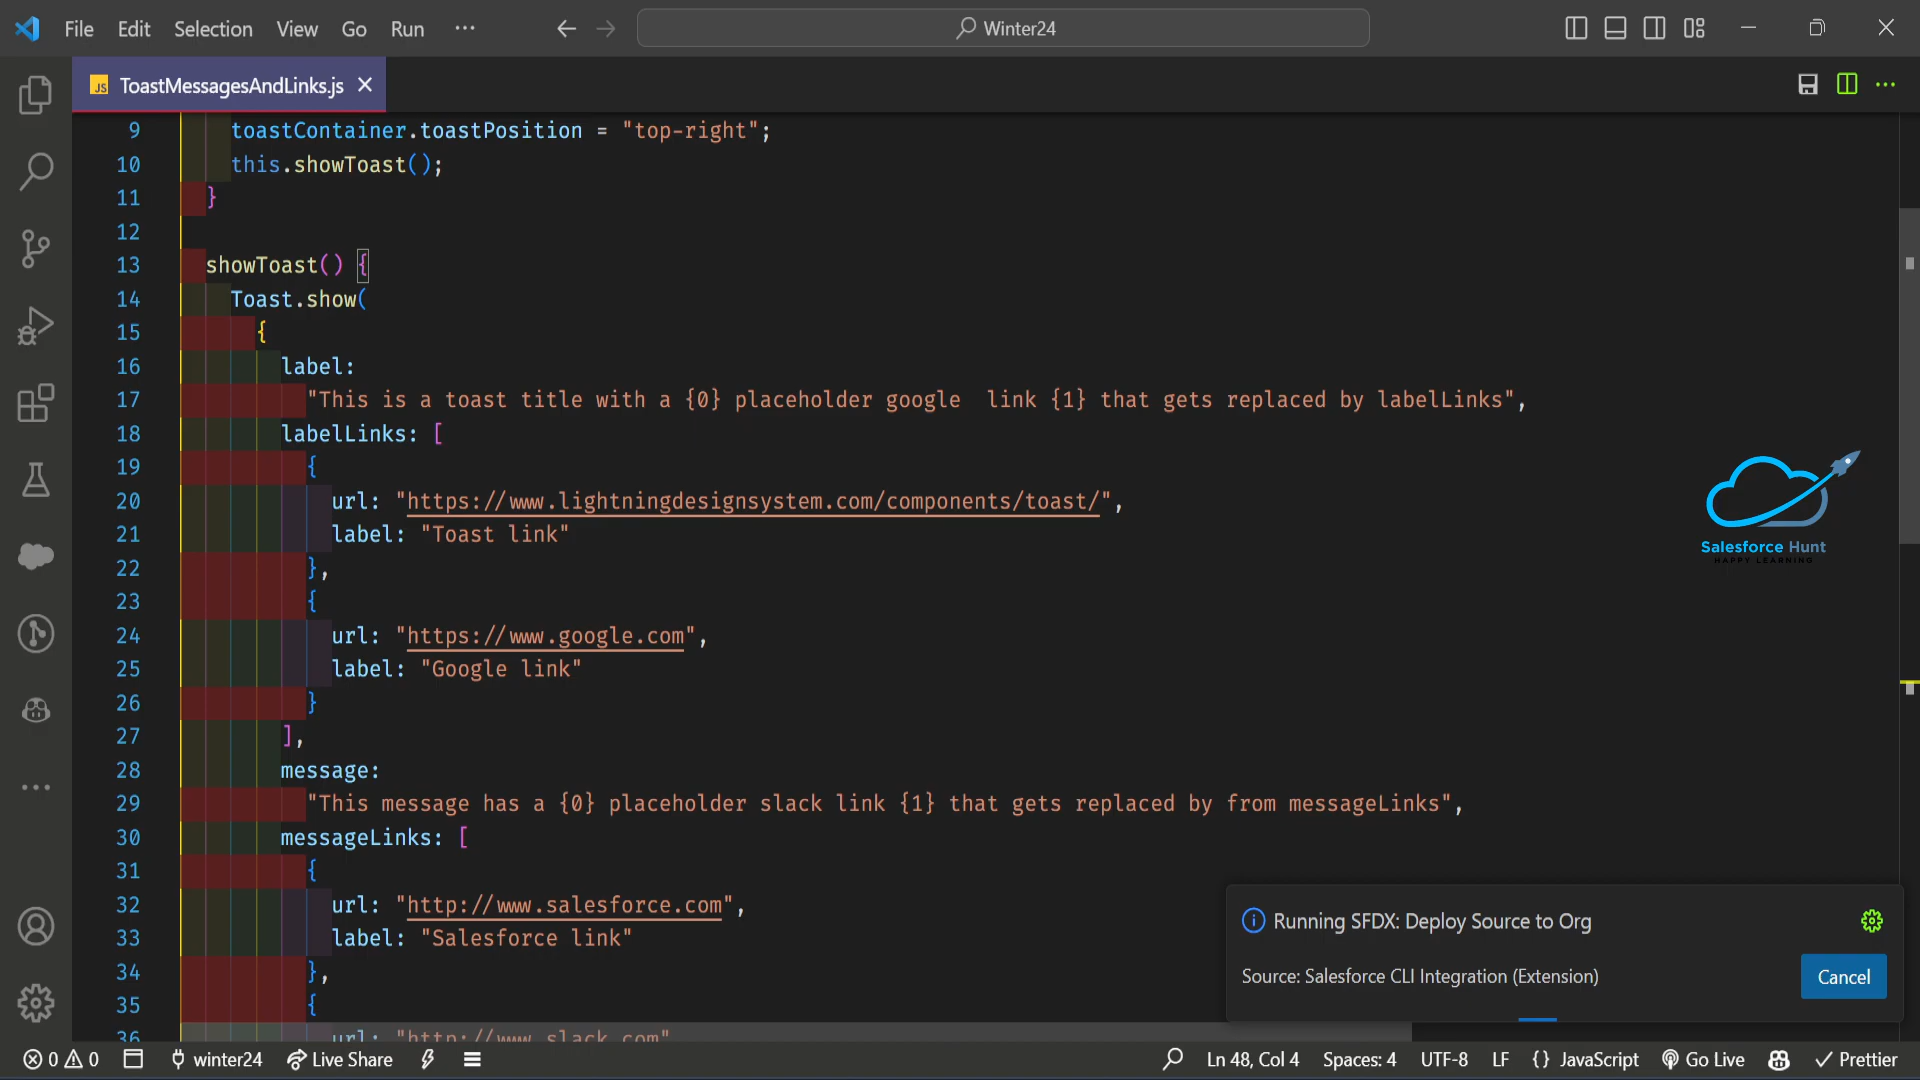 File Edit Selection View Go Run ··· Winter24
JS ToastMessagesAndLinks.js
9 toastContainer.toastPosition = "top-right";
10 this.showToast();
11 }
12
13 showToast() {
14 Toast.show(
15 {
16 label:
17 "This is a toast title with a {0} placeholder google  link {1} that gets replaced by labelLinks",
18 labelLinks: [
19 {
20 url: "https://www.lightningdesignsystem.com/components/toast/",
21 label: "Toast link"
22 },
23 {
24 url: "https://www.google.com",
25 label: "Google link"
26 }
27 ],
28 message:
29 "This message has a {0} placeholder slack link {1} that gets replaced by from messageLinks",
30 messageLinks: [
31 {
32 url: "http://www.salesforce.com",
33 label: "Salesforce link"
34 },
35 {
36 url: "http://www.slack.com"
Salesforce Hunt
HAPPY LEARNING
Running SFDX: Deploy Source to Org
Source: Salesforce CLI Integration (Extension)
Cancel
0 0 winter24 Live Share Ln 48, Col 4 Spaces: 4 UTF-8 LF {} JavaScript Go Live Prettier